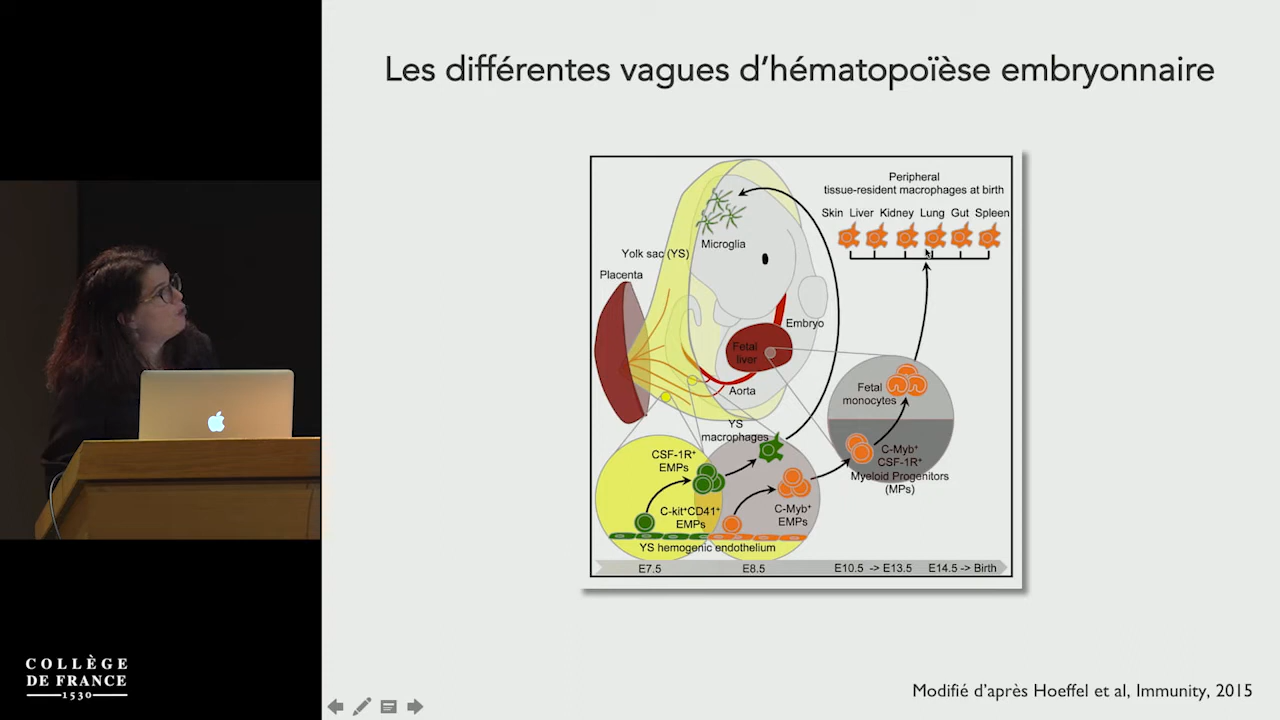 Les différentes vagues d’hématopoïèse embryonnaire
Peripheral
tissue-resident macrophages at birth
Skin Liver Kidney Lung Gut Spleen
Microglia
Yolk sac (YS)
Placenta
Embryo
Fetal
liver
Aorta
YS
macrophages
Fetal
monocytes
CSF-1R⁺
EMPs
C-kit⁺CD41⁺
EMPs
C-Myb⁺
EMPs
C-Myb⁺
CSF-1R⁺
Myeloid Progenitors
(MPs)
YS hemogenic endothelium
E7.5 E8.5 E10.5 -> E13.5 E14.5 -> Birth
Modifié d’après Hoeffel et al, Immunity, 2015
COLLÈGE
DE FRANCE
1530